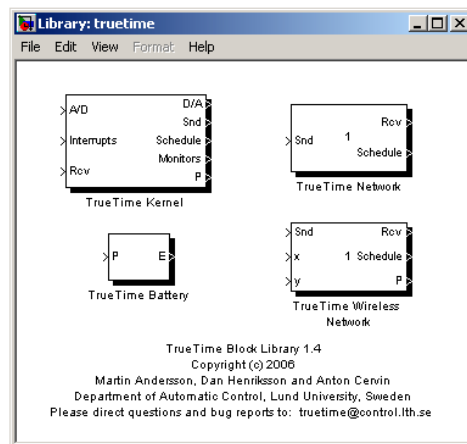 Library: truetime
File Edit View Format Help
A/D
Interrupts
Rcv
D/A
Snd
Schedule
Monitors
P
TrueTime Kernel
Snd
1
Rcv
Schedule
TrueTime Network
P
E
TrueTime Battery
Snd
x
y
1
Rcv
Schedule
P
TrueTime Wireless
Network
TrueTime Block Library 1.4
Copyright (c) 2006
Martin Andersson, Dan Henriksson and Anton Cervin
Department of Automatic Control, Lund University, Sweden
Please direct questions and bug reports to: truetime@control.lth.se